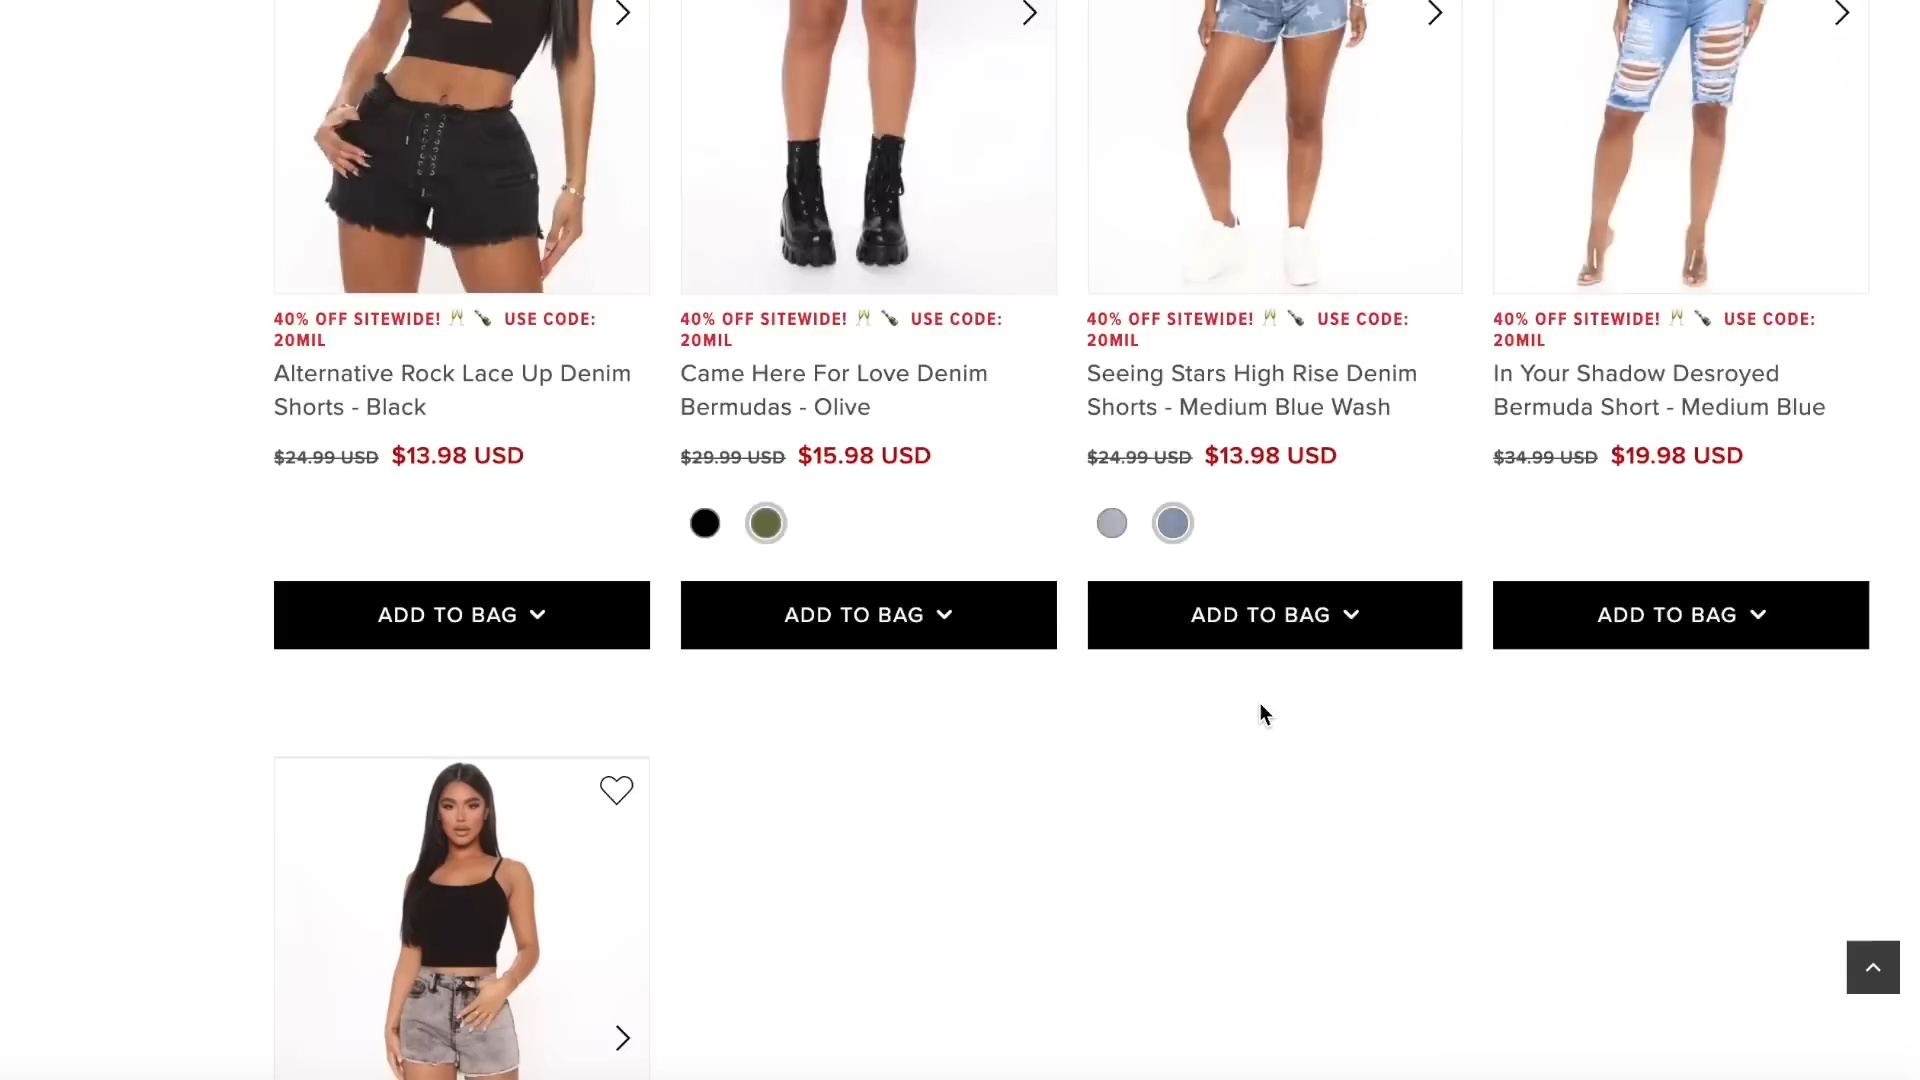 40% OFF SITEWIDE! 🥂 🍾 USE CODE:
20MIL
Alternative Rock Lace Up Denim
Shorts - Black
$24.99 USD $13.98 USD
ADD TO BAG
40% OFF SITEWIDE! 🥂 🍾 USE CODE:
20MIL
Came Here For Love Denim
Bermudas - Olive
$29.99 USD $15.98 USD
ADD TO BAG
40% OFF SITEWIDE! 🥂 🍾 USE CODE:
20MIL
Seeing Stars High Rise Denim
Shorts - Medium Blue Wash
$24.99 USD $13.98 USD
ADD TO BAG
40% OFF SITEWIDE! 🥂 🍾 USE CODE:
20MIL
In Your Shadow Desroyed
Bermuda Short - Medium Blue
$34.99 USD $19.98 USD
ADD TO BAG